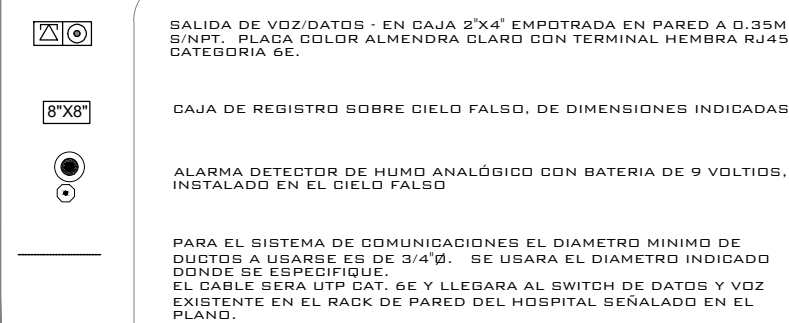 SALIDA DE VOZ/DATOS - EN CAJA 2"X4" EMPOTRADA EN PARED A 0.35M
S/NPT. PLACA COLOR ALMENDRA CLARO CON TERMINAL HEMBRA RJ45
CATEGORIA 6E.
8"X8"
CAJA DE REGISTRO SOBRE CIELO FALSO, DE DIMENSIONES INDICADAS
ALARMA DETECTOR DE HUMO ANALÓGICO CON BATERIA DE 9 VOLTIOS,
INSTALADO EN EL CIELO FALSO
PARA EL SISTEMA DE COMUNICACIONES EL DIAMETRO MINIMO DE
DUCTOS A USARSE ES DE 3/4"Ø. SE USARA EL DIAMETRO INDICADO
DONDE SE ESPECIFIQUE.
EL CABLE SERA UTP CAT. 6E Y LLEGARA AL SWITCH DE DATOS Y VOZ
EXISTENTE EN EL RACK DE PARED DEL HOSPITAL SEÑALADO EN EL
PLANO.